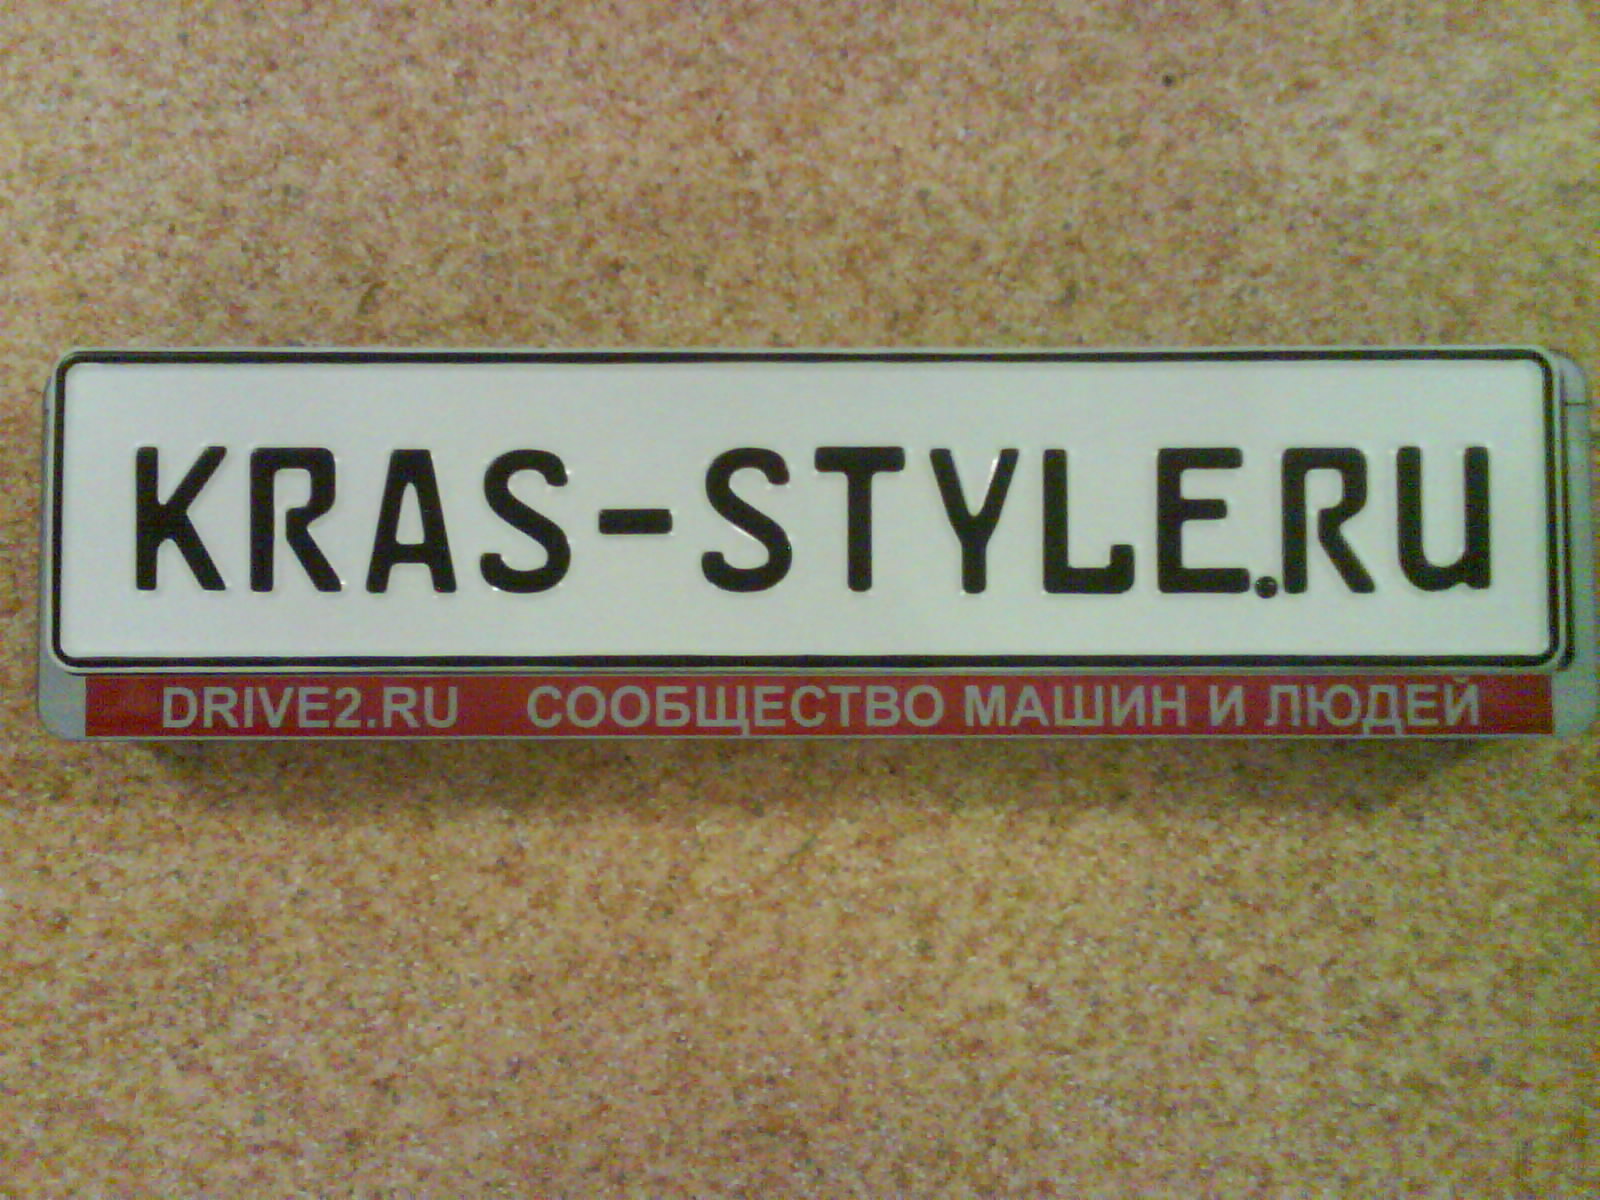 KRAS-STYLE.RU
DRIVE2.RU СООБЩЕСТВО МАШИН И ЛЮДЕЙ